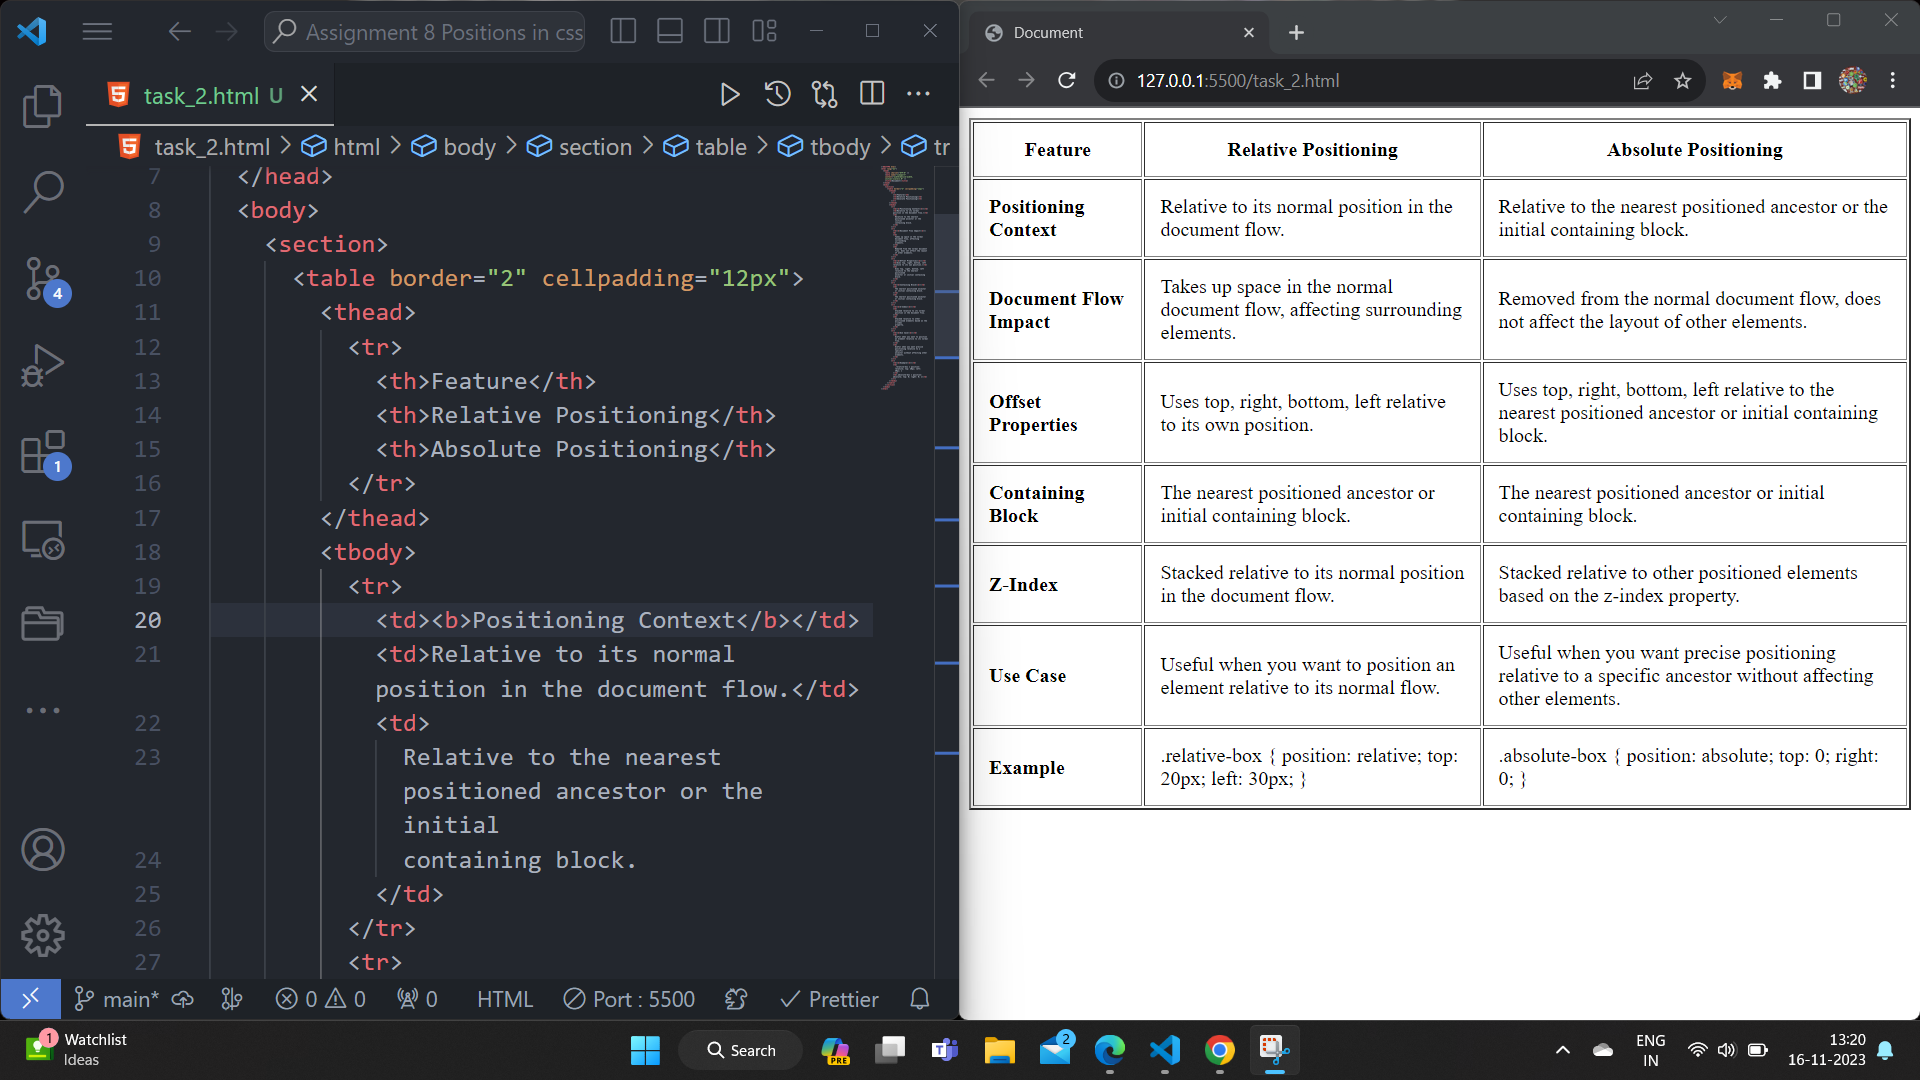 Assignment 8 Positions in css
task_2.html U
task_2.html > html > body > section > table > tbody > tr
7 </head>
8 <body>
9 <section>
10 <table border="2" cellpadding="12px">
11 <thead>
12 <tr>
13 <th>Feature</th>
14 <th>Relative Positioning</th>
15 <th>Absolute Positioning</th>
16 </tr>
17 </thead>
18 <tbody>
19 <tr>
20 <td><b>Positioning Context</b></td>
21 <td>Relative to its normal
position in the document flow.</td>
22 <td>
23 Relative to the nearest
positioned ancestor or the
initial
24 containing block.
25 </td>
26 </tr>
27 <tr>
4
1
main* 0 0 0 HTML Port : 5500 Prettier
Document
127.0.0.1:5500/task_2.html
Feature Relative Positioning Absolute Positioning
Positioning
Context
Relative to its normal position in the
document flow.
Relative to the nearest positioned ancestor or the
initial containing block.
Document Flow
Impact
Takes up space in the normal
document flow, affecting surrounding
elements.
Removed from the normal document flow, does
not affect the layout of other elements.
Offset
Properties
Uses top, right, bottom, left relative
to its own position.
Uses top, right, bottom, left relative to the
nearest positioned ancestor or initial containing
block.
Containing
Block
The nearest positioned ancestor or
initial containing block.
The nearest positioned ancestor or initial
containing block.
Z-Index
Stacked relative to its normal position
in the document flow.
Stacked relative to other positioned elements
based on the z-index property.
Use Case
Useful when you want to position an
element relative to its normal flow.
Useful when you want precise positioning
relative to a specific ancestor without affecting
other elements.
Example
.relative-box { position: relative; top:
20px; left: 30px; }
.absolute-box { position: absolute; top: 0; right:
0; }
1
Watchlist
Ideas
Search
PRE
2
ENG
IN
13:20
16-11-2023